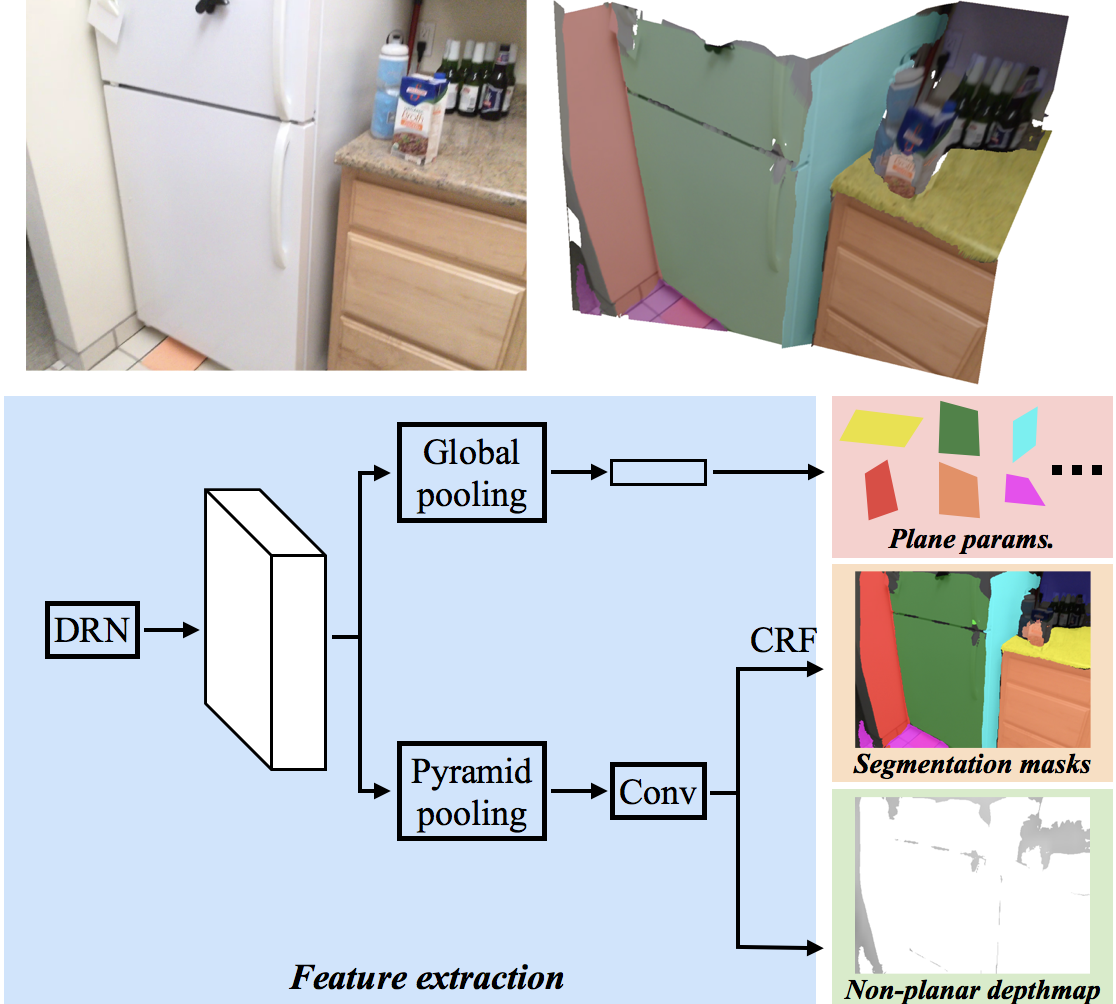 Global
pooling
Plane params.
DRN
CRF
Segmentation masks
Pyramid
pooling
Conv
Feature extraction
Non-planar depthmap